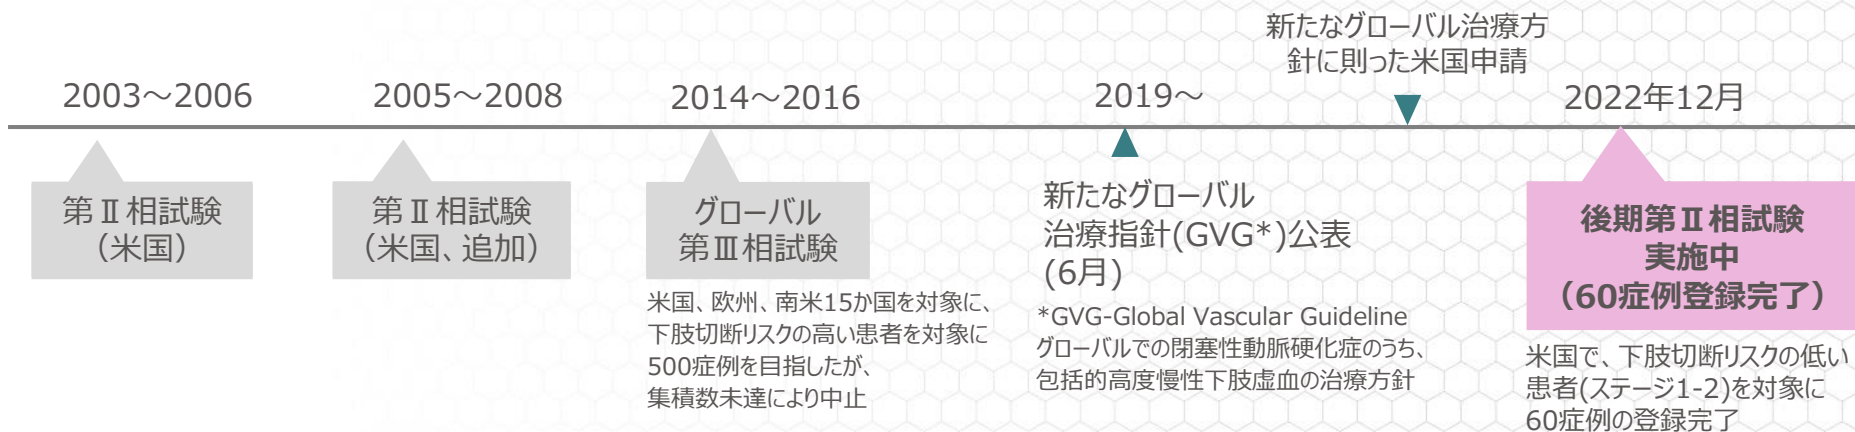 新たなグローバル治療方
針に則った米国申請
2003～2006
2005～2008
2014～2016
2019～
2022年12月
第Ⅱ相試験
（米国）
第Ⅱ相試験
（米国、追加）
グローバル
第Ⅲ相試験
米国、欧州、南米15か国を対象に、
下肢切断リスクの高い患者を対象に
500症例を目指したが、
集積数未達により中止
新たなグローバル
治療指針(GVG*)公表
(6月)
*GVG-Global Vascular Guideline
グローバルでの閉塞性動脈硬化症のうち、
包括的高度慢性下肢虚血の治療方針
後期第Ⅱ相試験
実施中
（60症例登録完了）
米国で、下肢切断リスクの低い
患者(ステージ1-2)を対象に
60症例の登録完了